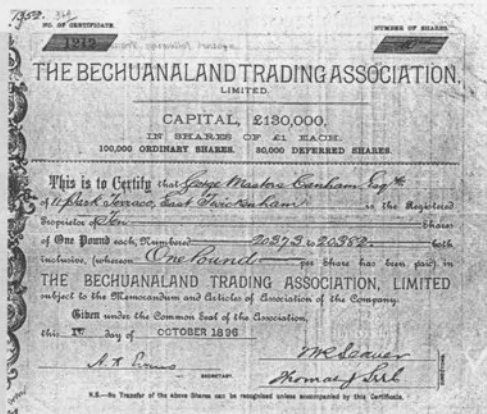 1352.
NO. OF CERTIFICATE. NUMBER OF SHARES.
1212 10
THE BECHUANALAND TRADING ASSOCIATION,
LIMITED.
CAPITAL, £130,000,
IN SHARES OF £1 EACH.
100,000 ORDINARY SHARES. 30,000 DEFERRED SHARES.
This is to Certify that George Masters Canham Esqre
of 11 Park Terrace, East Twickenham is the Registered
Proprietor of Ten Shares
of One Pound each, Numbered 20373 to 20382 both
inclusive, (whereon One Pound per Share has been paid), in
THE BECHUANALAND TRADING ASSOCIATION, LIMITED
subject to the Memorandum and Articles of Association of the Company.
Given under the Common Seal of the Association,
this 1st day of OCTOBER 1896
SECRETARY.
N.B.—No Transfer of the above Shares can be recognised unless accompanied by this Certificate.